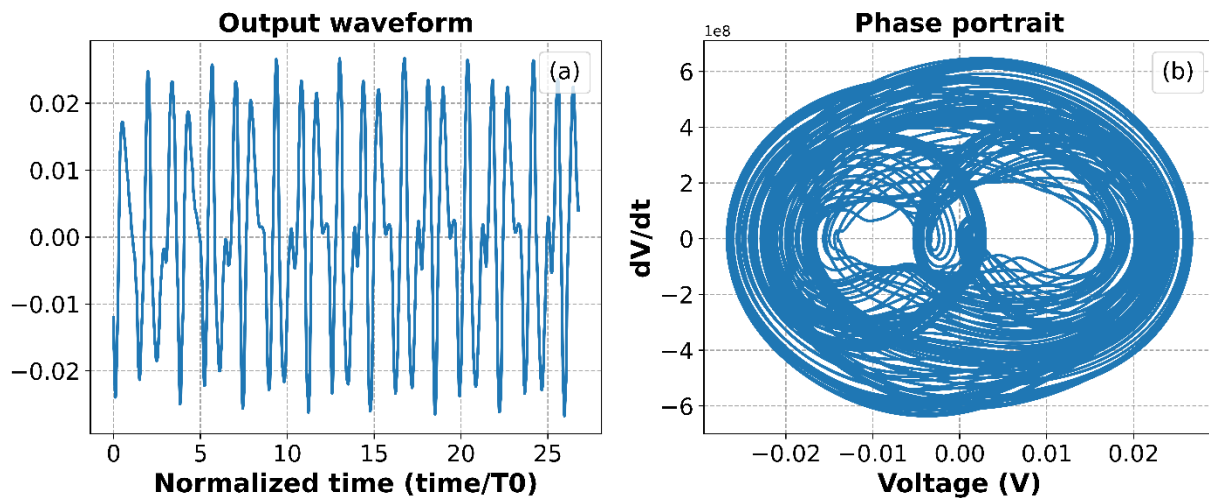 Output waveform
(a)
0.02
0.01
0.00
−0.01
−0.02
0
5
10
15
20
25
Normalized time (time/T0)
Phase portrait
1e8
(b)
dV/dt
6
4
2
0
−2
−4
−6
−0.02
−0.01
0.00
0.01
0.02
Voltage (V)